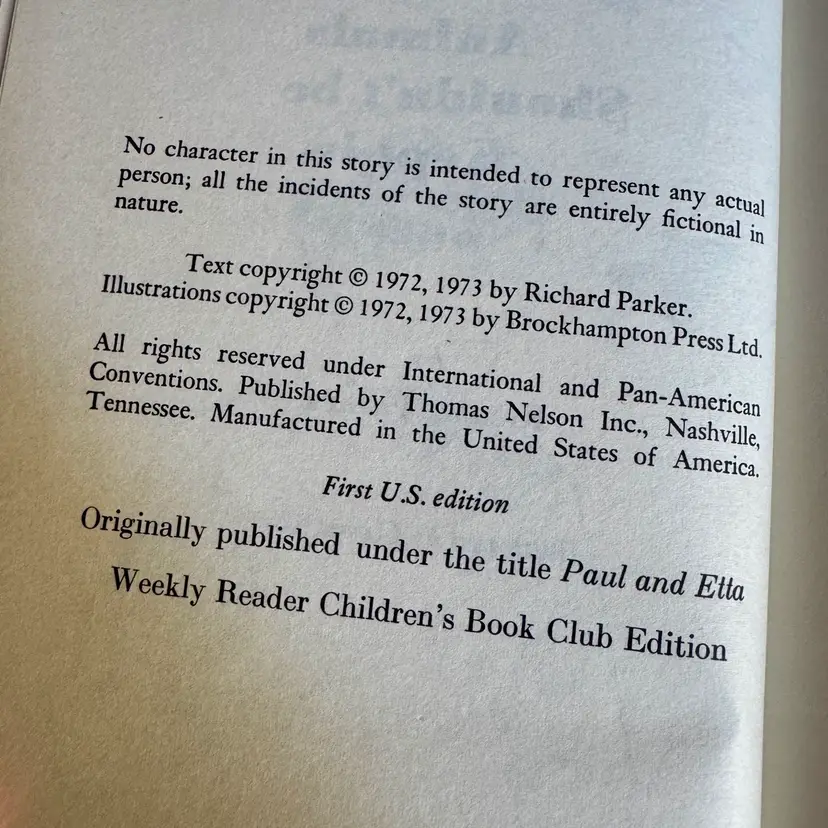 No character in this story is intended to represent any actual
person; all the incidents of the story are entirely fictional in
nature.
Text copyright © 1972, 1973 by Richard Parker.
Illustrations copyright © 1972, 1973 by Brockhampton Press Ltd.
All rights reserved under International and Pan-American
Conventions. Published by Thomas Nelson Inc., Nashville,
Tennessee. Manufactured in the United States of America.
First U.S. edition
Originally published under the title Paul and Etta
Weekly Reader Children's Book Club Edition